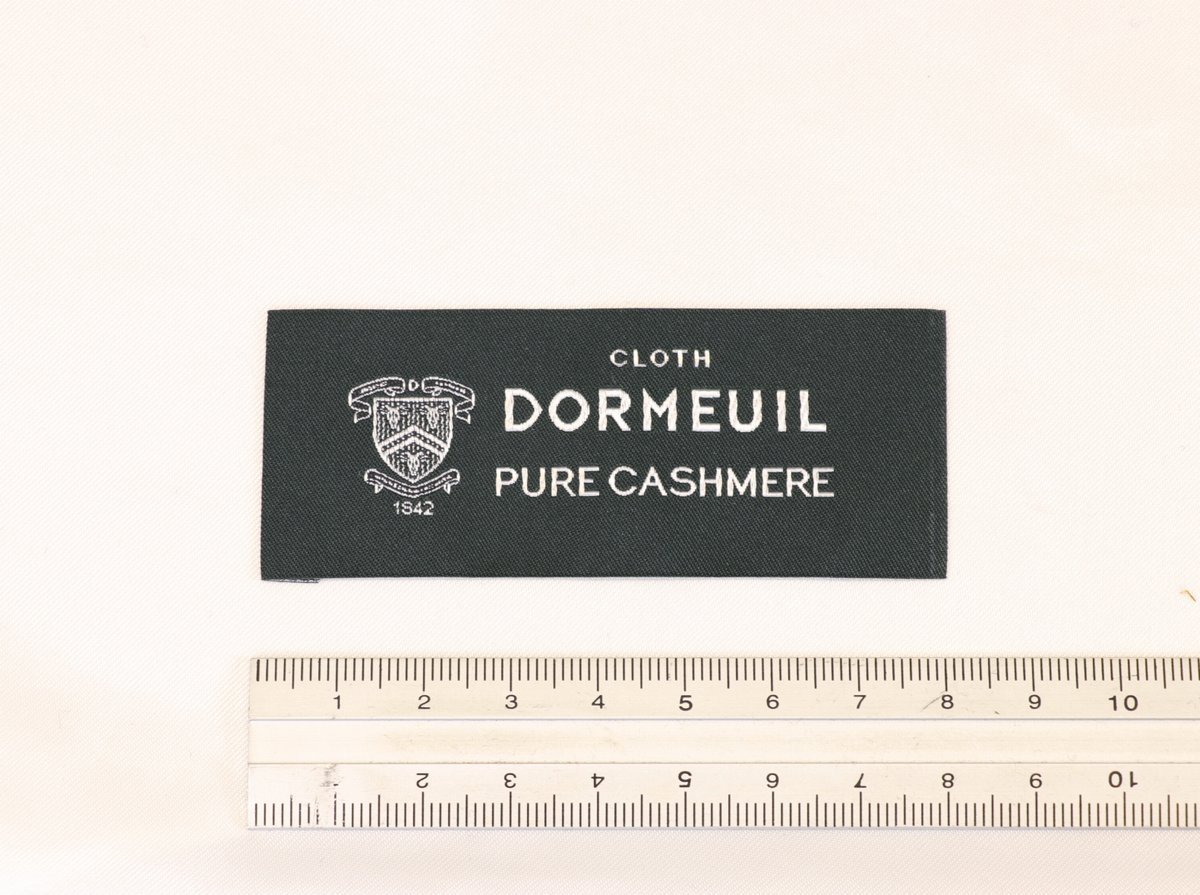 CLOTH
DORMEUIL
PURE CASHMERE
D
1842
1 2 3 4 5 6 7 8 9 10
2 3 4 5 6 7 8 9 10